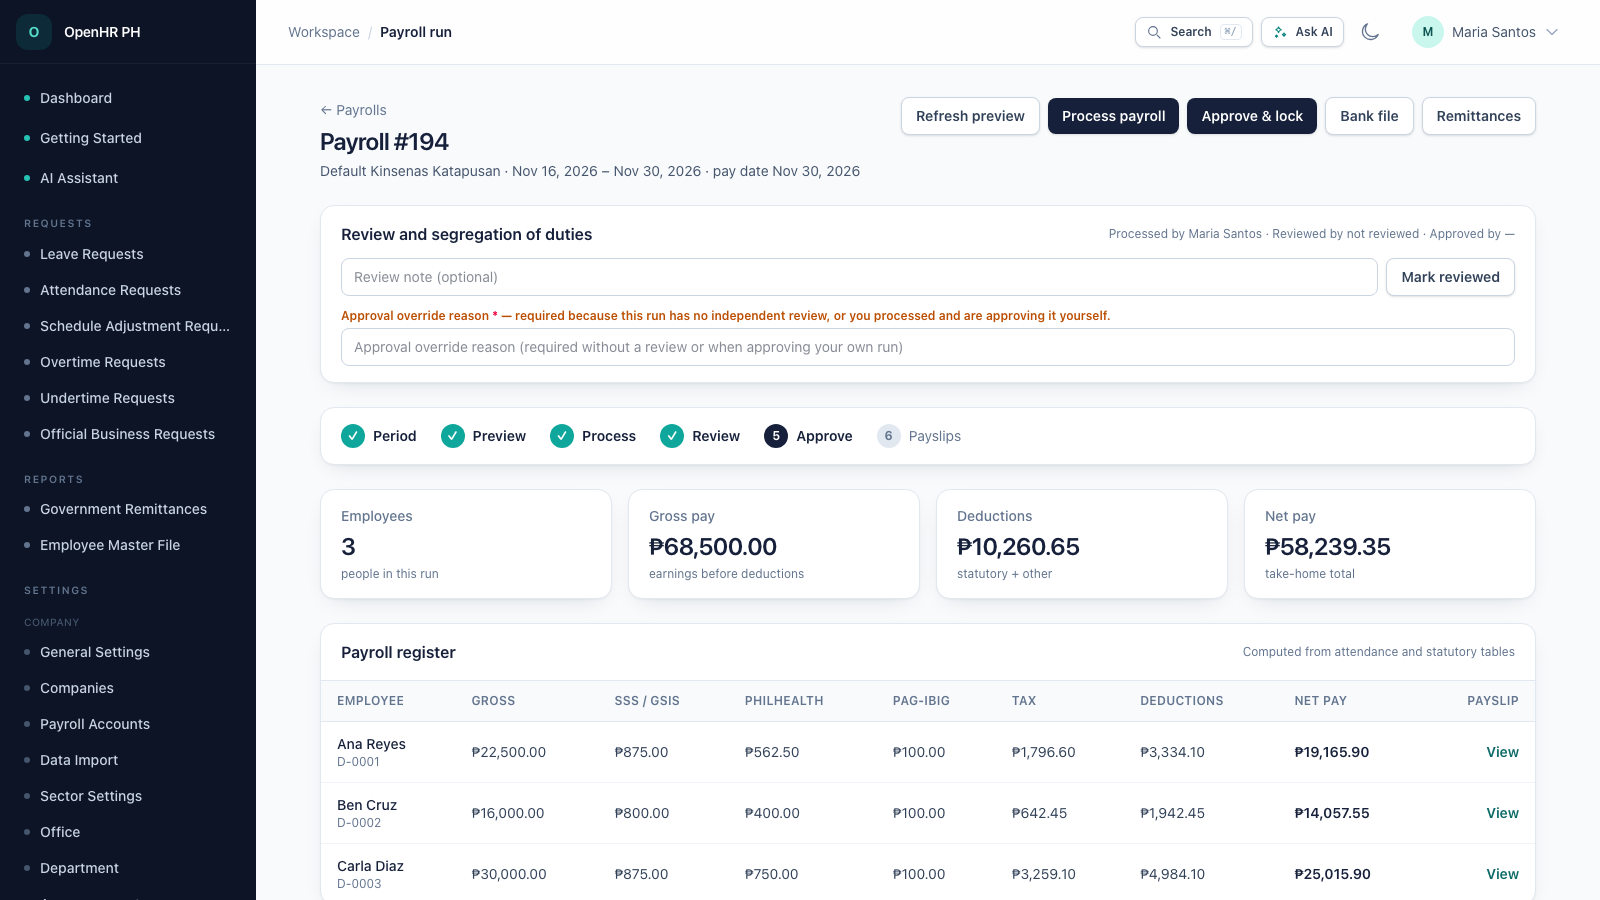 O
OpenHR PH
Dashboard
Getting Started
AI Assistant
REQUESTS
Leave Requests
Attendance Requests
Schedule Adjustment Requ...
Overtime Requests
Undertime Requests
Official Business Requests
REPORTS
Government Remittances
Employee Master File
SETTINGS
COMPANY
General Settings
Companies
Payroll Accounts
Data Import
Sector Settings
Office
Department
Workspace / Payroll run
Search ⌘/
Ask AI
M Maria Santos
← Payrolls
Payroll #194
Default Kinsenas Katapusan · Nov 16, 2026 – Nov 30, 2026 · pay date Nov 30, 2026
Refresh preview
Process payroll
Approve & lock
Bank file
Remittances
Review and segregation of duties
Processed by Maria Santos · Reviewed by not reviewed · Approved by —
Review note (optional)
Mark reviewed
Approval override reason * — required because this run has no independent review, or you processed and are approving it yourself.
Approval override reason (required without a review or when approving your own run)
✓ Period ✓ Preview ✓ Process ✓ Review 5 Approve 6 Payslips
Employees
3
people in this run
Gross pay
₱68,500.00
earnings before deductions
Deductions
₱10,260.65
statutory + other
Net pay
₱58,239.35
take-home total
Payroll register
Computed from attendance and statutory tables
EMPLOYEE GROSS SSS / GSIS PHILHEALTH PAG-IBIG TAX DEDUCTIONS NET PAY PAYSLIP
Ana Reyes
D-0001
₱22,500.00 ₱875.00 ₱562.50 ₱100.00 ₱1,796.60 ₱3,334.10 ₱19,165.90 View
Ben Cruz
D-0002
₱16,000.00 ₱800.00 ₱400.00 ₱100.00 ₱642.45 ₱1,942.45 ₱14,057.55 View
Carla Diaz
D-0003
₱30,000.00 ₱875.00 ₱750.00 ₱100.00 ₱3,259.10 ₱4,984.10 ₱25,015.90 View